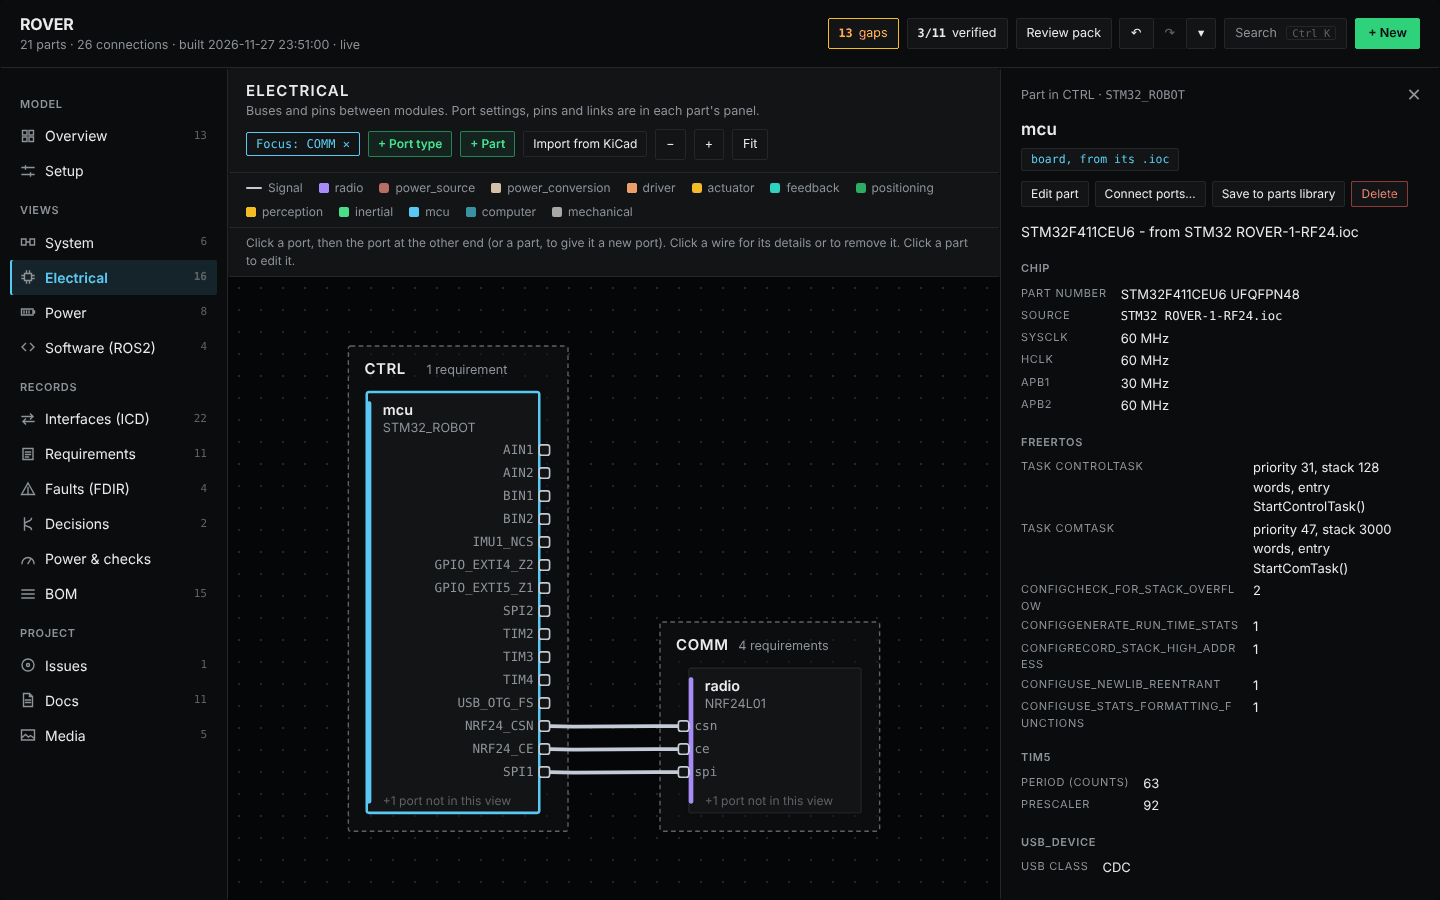 ROVER
21 parts · 26 connections · built 2026-11-27 23:51:00 · live
13 gaps
3/11 verified
Review pack
Search Ctrl K
+ New
MODEL
Overview 13
Setup
VIEWS
System 6
Electrical 16
Power 8
Software (ROS2) 4
RECORDS
Interfaces (ICD) 22
Requirements 11
Faults (FDIR) 4
Decisions 2
Power & checks
BOM 15
PROJECT
Issues 1
Docs 11
Media 5
ELECTRICAL
Buses and pins between modules. Port settings, pins and links are in each part's panel.
Focus: COMM ×
+ Port type
+ Part
Import from KiCad
−
+
Fit
Signal radio power_source power_conversion driver actuator feedback positioning
perception inertial mcu computer mechanical
Click a port, then the port at the other end (or a part, to give it a new port). Click a wire for its details or to remove it. Click a part
to edit it.
CTRL 1 requirement
mcu
STM32_ROBOT
AIN1
AIN2
BIN1
BIN2
IMU1_NCS
GPIO_EXTI4_Z2
GPIO_EXTI5_Z1
SPI2
TIM2
TIM3
TIM4
USB_OTG_FS
NRF24_CSN
NRF24_CE
SPI1
+1 port not in this view
COMM 4 requirements
radio
NRF24L01
csn
ce
spi
+1 port not in this view
Part in CTRL · STM32_ROBOT
×
mcu
board, from its .ioc
Edit part
Connect ports...
Save to parts library
Delete
STM32F411CEU6 - from STM32 ROVER-1-RF24.ioc
CHIP
PART NUMBER STM32F411CEU6 UFQFPN48
SOURCE STM32 ROVER-1-RF24.ioc
SYSCLK 60 MHz
HCLK 60 MHz
APB1 30 MHz
APB2 60 MHz
FREERTOS
TASK CONTROLTASK priority 31, stack 128
words, entry
StartControlTask()
TASK COMTASK priority 47, stack 3000
words, entry
StartComTask()
CONFIGCHECK_FOR_STACK_OVERFL 2
OW
CONFIGGENERATE_RUN_TIME_STATS 1
CONFIGRECORD_STACK_HIGH_ADDR 1
ESS
CONFIGUSE_NEWLIB_REENTRANT 1
CONFIGUSE_STATS_FORMATTING_F 1
UNCTIONS
TIM5
PERIOD (COUNTS) 63
PRESCALER 92
USB_DEVICE
USB CLASS CDC